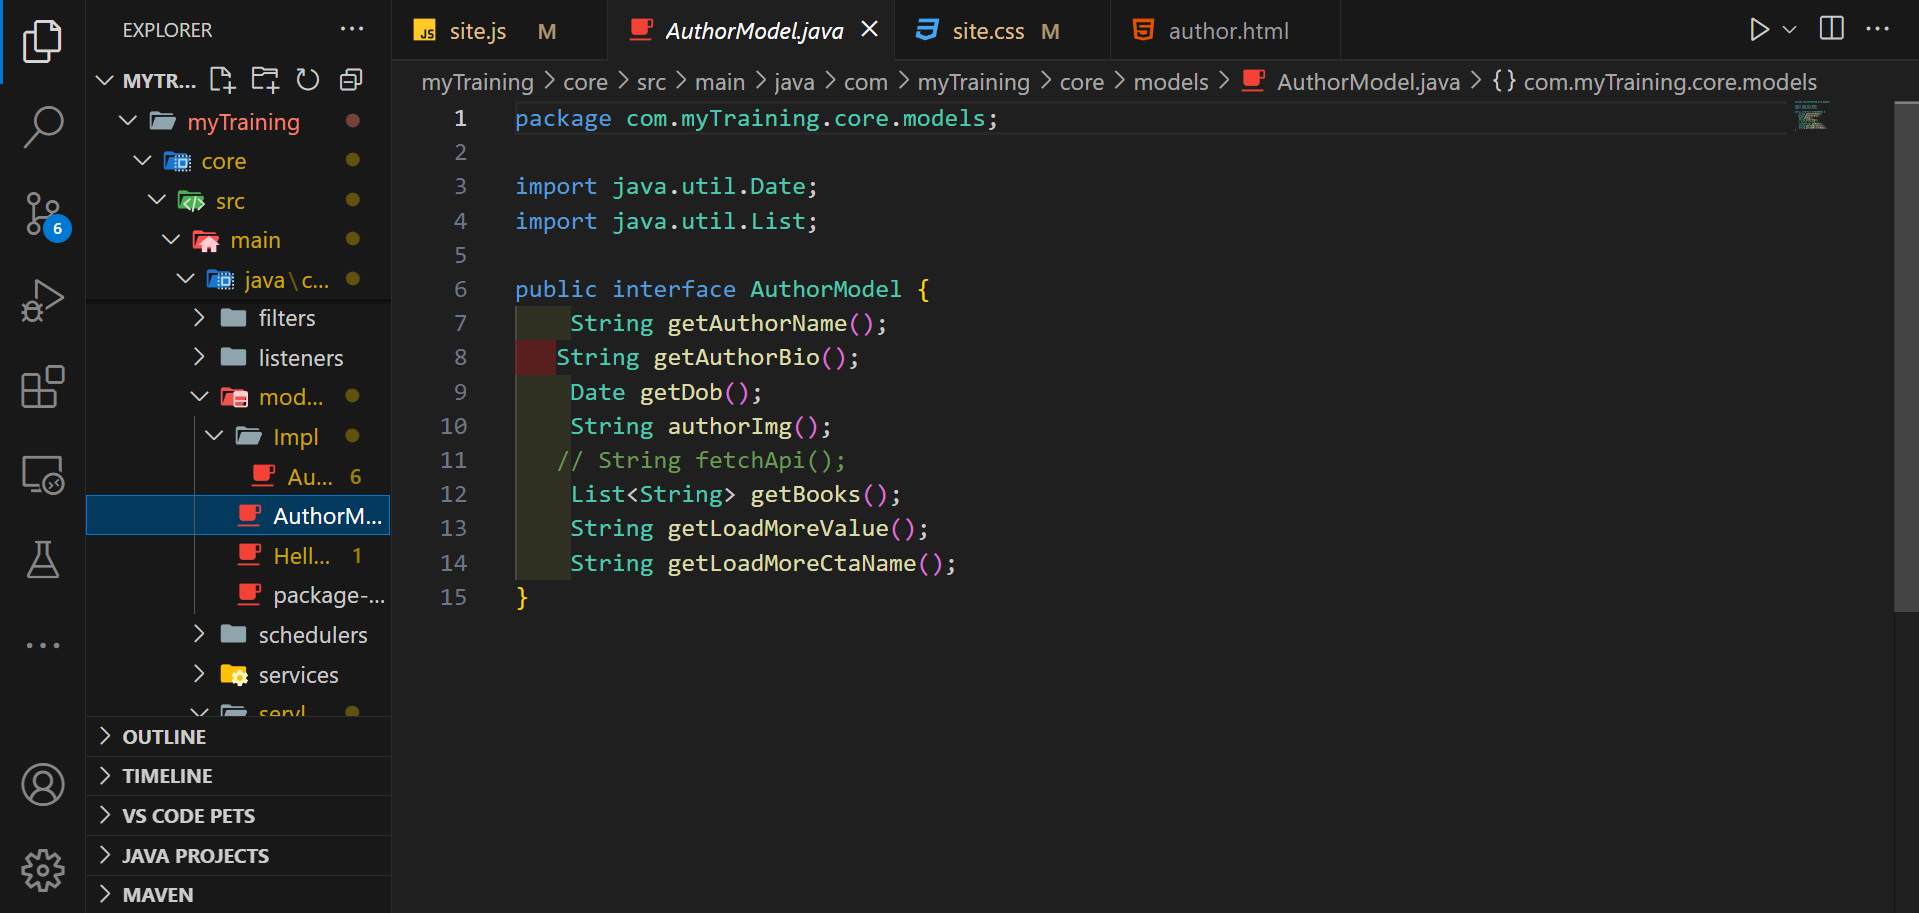 EXPLORER
MYTR...
myTraining
core
src
main
java\c...
filters
listeners
mod...
Impl
Au... 6
AuthorM...
Hell... 1
package-...
schedulers
services
servl
OUTLINE
TIMELINE
VS CODE PETS
JAVA PROJECTS
MAVEN
6
JS site.js M
AuthorModel.java
site.css M
author.html
myTraining > core > src > main > java > com > myTraining > core > models > AuthorModel.java > {} com.myTraining.core.models
1 package com.myTraining.core.models;
2
3 import java.util.Date;
4 import java.util.List;
5
6 public interface AuthorModel {
7 String getAuthorName();
8 String getAuthorBio();
9 Date getDob();
10 String authorImg();
11 // String fetchApi();
12 List<String> getBooks();
13 String getLoadMoreValue();
14 String getLoadMoreCtaName();
15 }